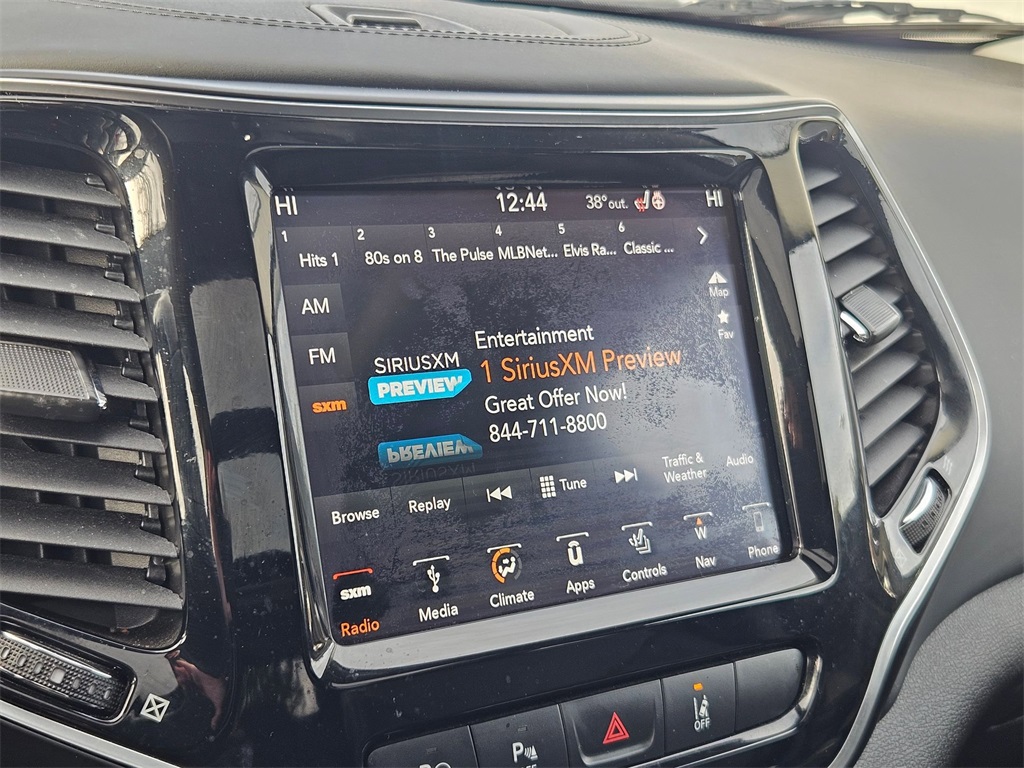 HI 12:44 38°out. HI
1 2 3 4 5 6
Hits 1 80s on 8 The Pulse MLBNet... Elvis Ra... Classic ...
AM
Map
FM
Fav
sxm
Entertainment
SIRIUSXM
PREVIEW
1 SiriusXM Preview
Great Offer Now!
844-711-8800
Browse Replay Tune Traffic &
Weather Audio
sxm
Radio Media Climate Apps Controls W
Nav Phone
P
OFF
OFF